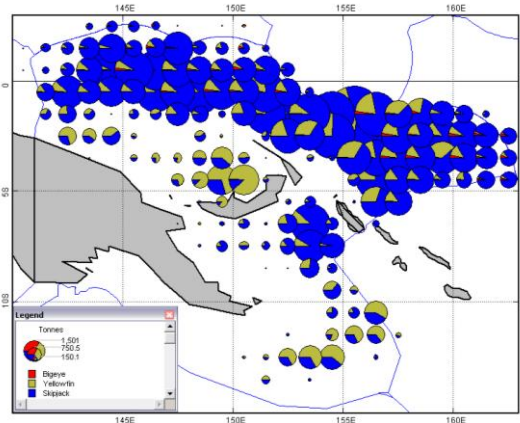 145E 150E 155E 160E
0
5S
10S
Legend
Tonnes
1,501
750.5
150.1
Bigeye
Yellowfin
Skipjack
145E 150E 155E 160E